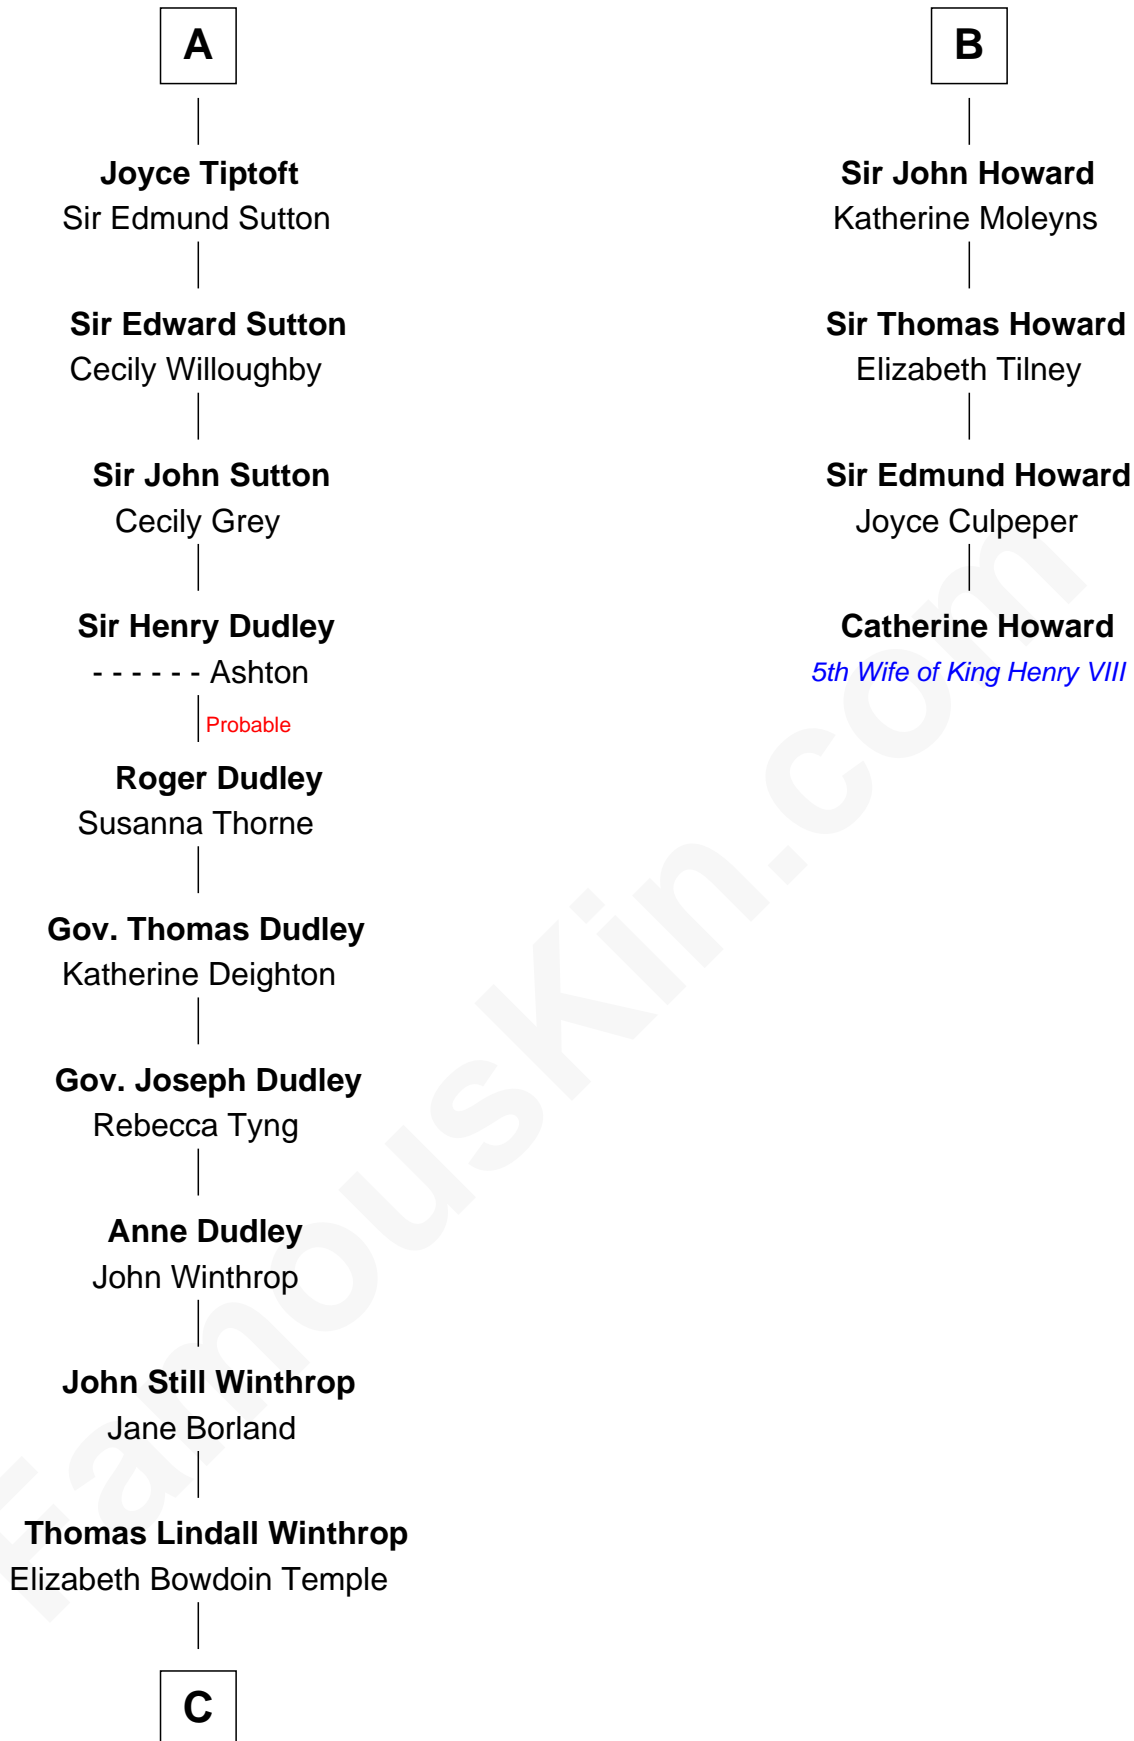 A
Joyce Tiptoft
Sir Edmund Sutton
Sir Edward Sutton
Cecily Willoughby
Sir John Sutton
Cecily Grey
Sir Henry Dudley
- - - - - - Ashton
Probable
Roger Dudley
Susanna Thorne
Gov. Thomas Dudley
Katherine Deighton
Gov. Joseph Dudley
Rebecca Tyng
Anne Dudley
John Winthrop
John Still Winthrop
Jane Borland
Thomas Lindall Winthrop
Elizabeth Bowdoin Temple
C
B
Sir John Howard
Katherine Moleyns
Sir Thomas Howard
Elizabeth Tilney
Sir Edmund Howard
Joyce Culpeper
Catherine Howard
5th Wife of King Henry VIII
FamousKin.com